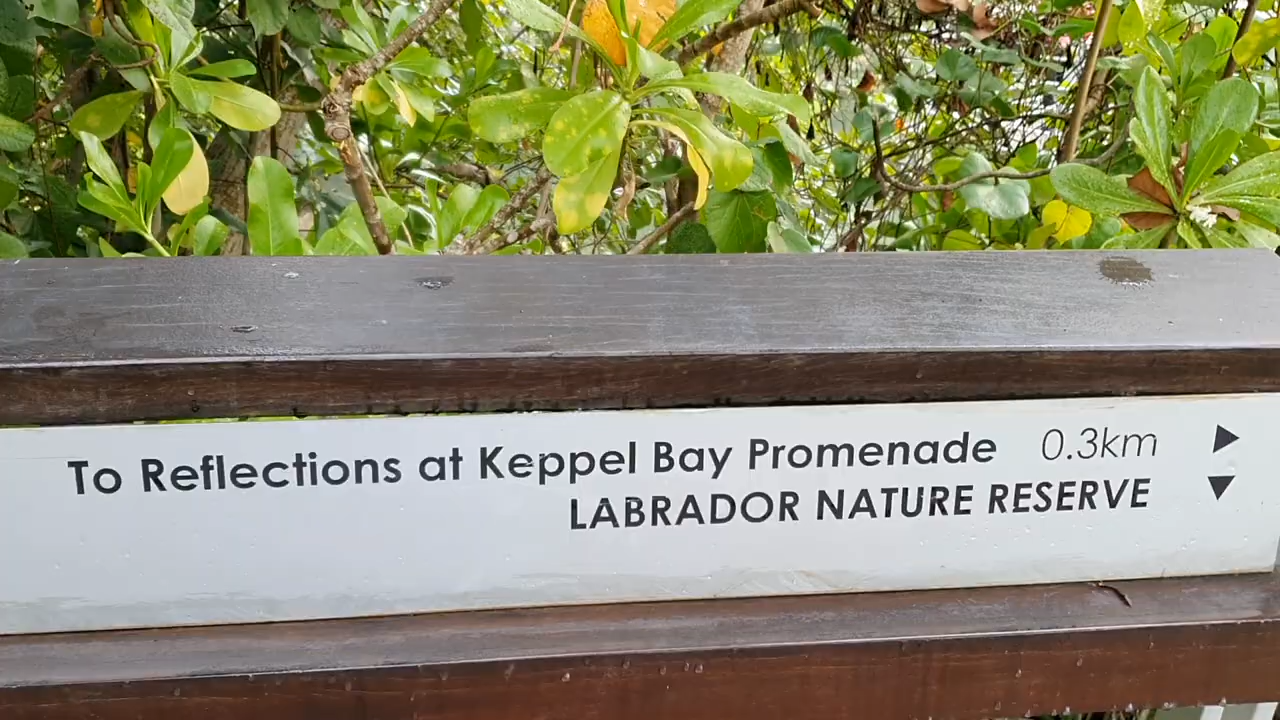 To Reflections at Keppel Bay Promenade 0.3km ▶
LABRADOR NATURE RESERVE ▼